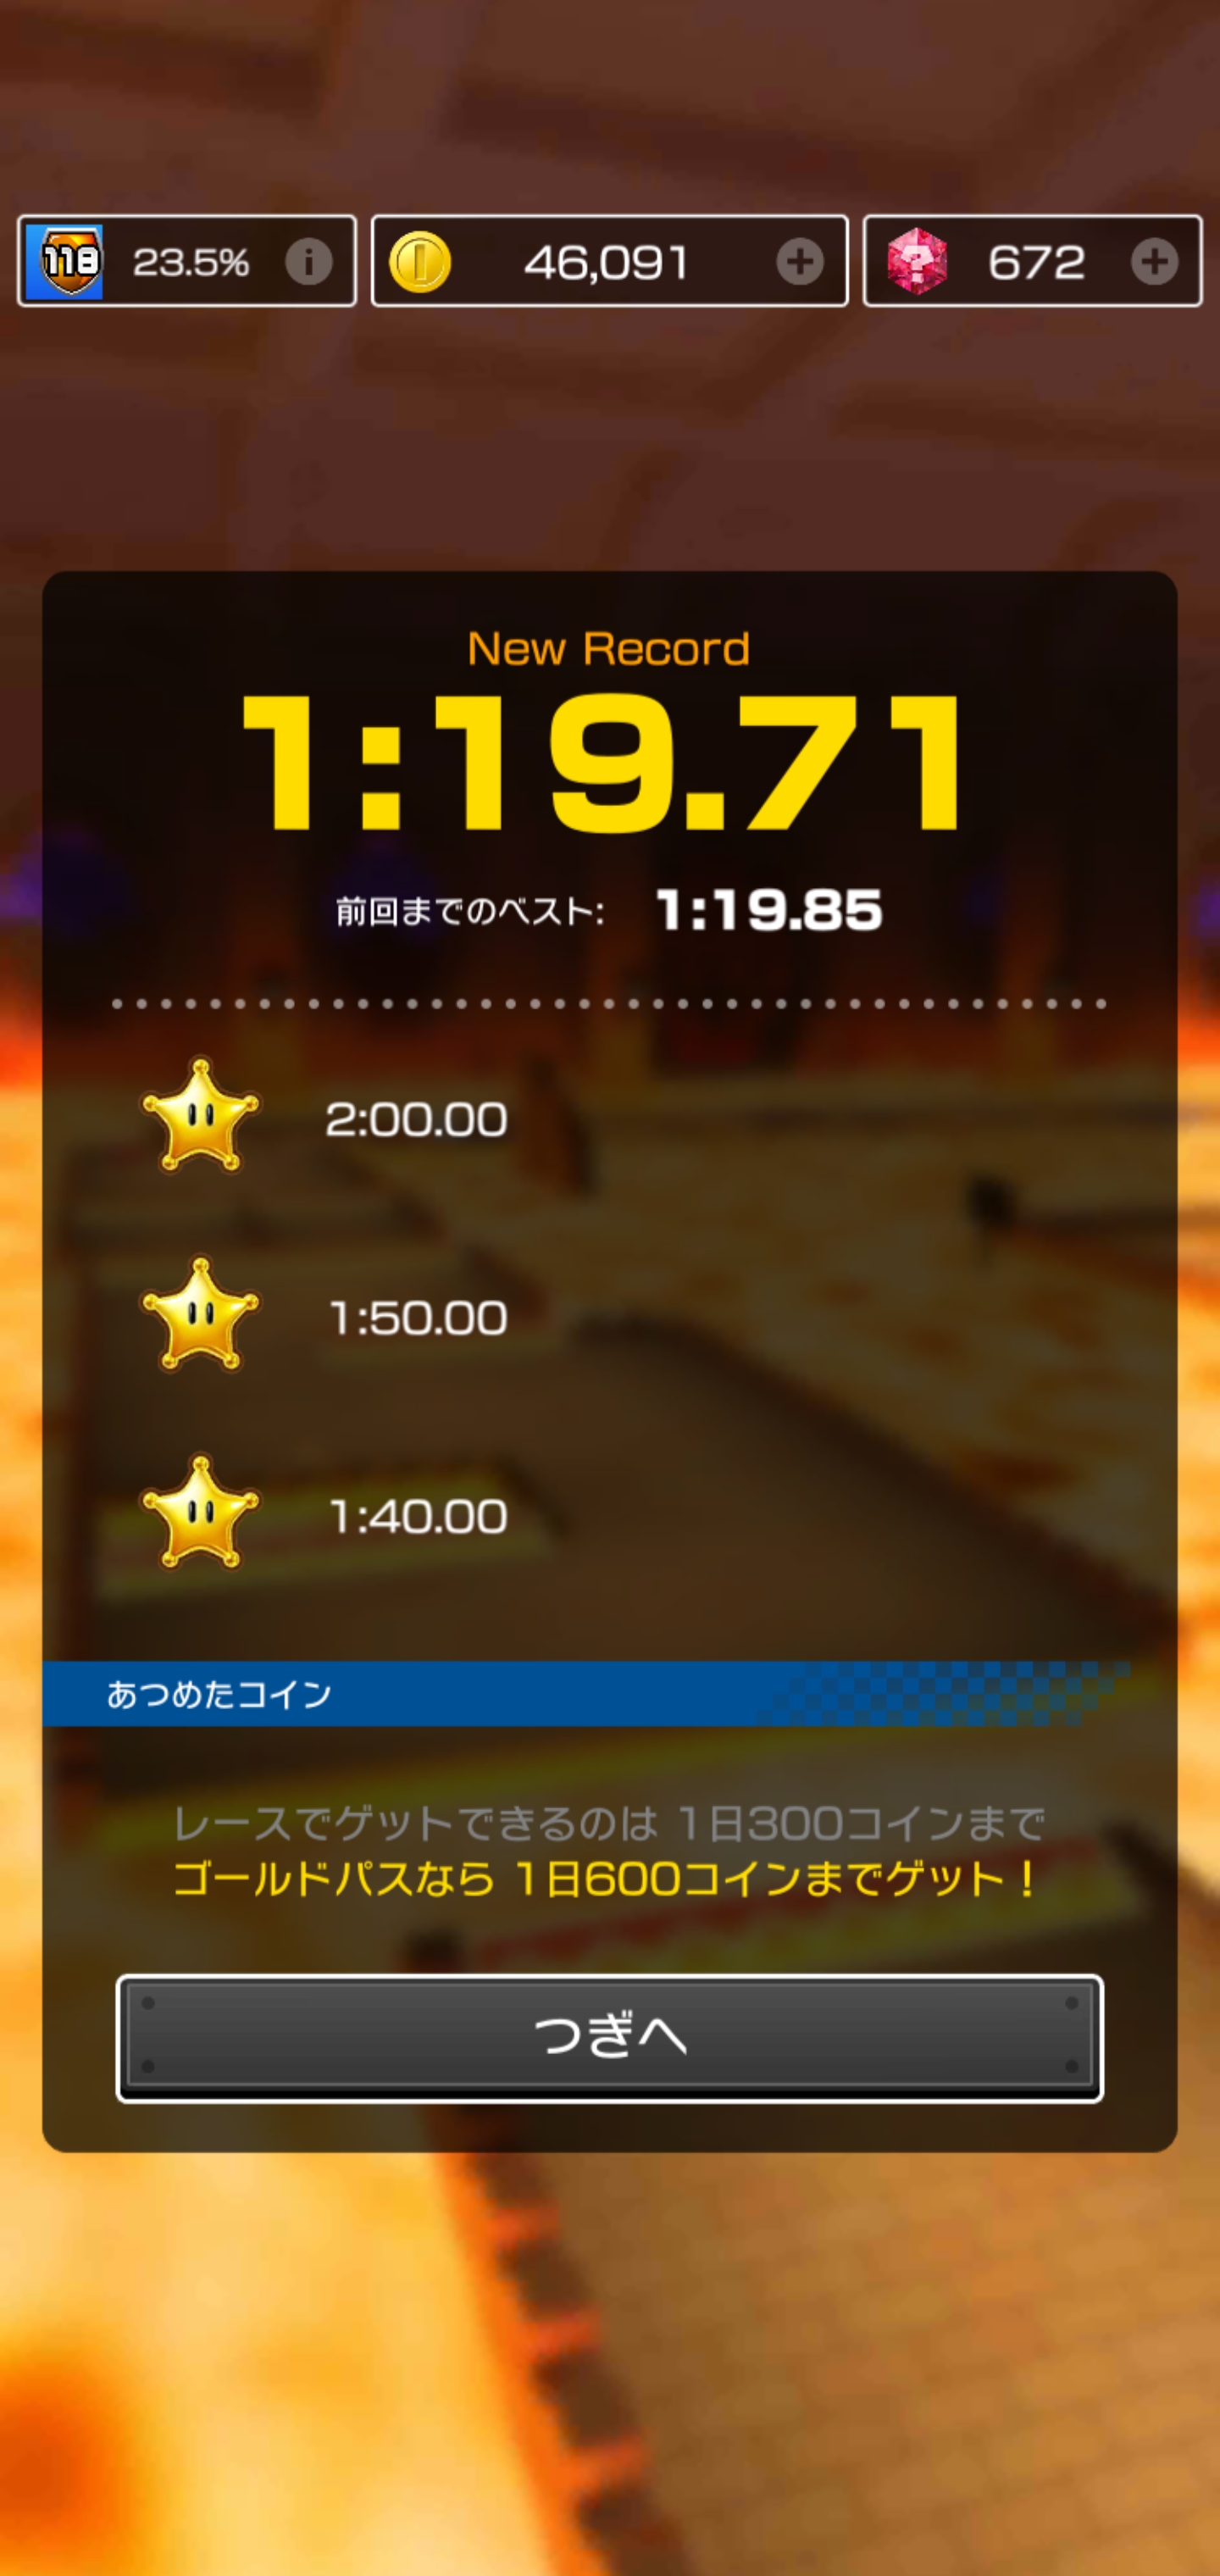 118 23.5% i 46,091 + 672 +
New Record
1:19.71
前回までのベスト: 1:19.85
2:00.00
1:50.00
1:40.00
あつめたコイン
レースでゲットできるのは 1日300コインまで
ゴールドパスなら 1日600コインまでゲット！
つぎへ